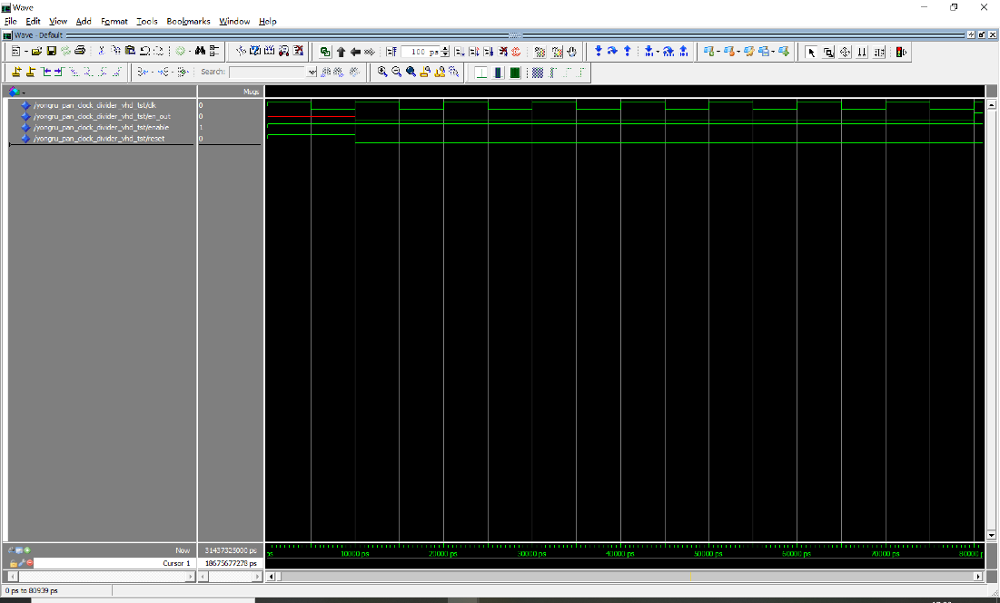 Wave
File Edit View Add Format Tools Bookmarks Window Help
Wave - Default
100 ps
Search:
Msgs
/yongru_pan_clock_divider_vhd_tst/clk 0
/yongru_pan_clock_divider_vhd_tst/en_out 0
/yongru_pan_clock_divider_vhd_tst/enable 1
/yongru_pan_clock_divider_vhd_tst/reset 0
Now 31437325000 ps
ps 10000 ps 20000 ps 30000 ps 40000 ps 50000 ps 60000 ps 70000 ps 80000 p
Cursor 1 18675677278 ps
0 ps to 80939 ps